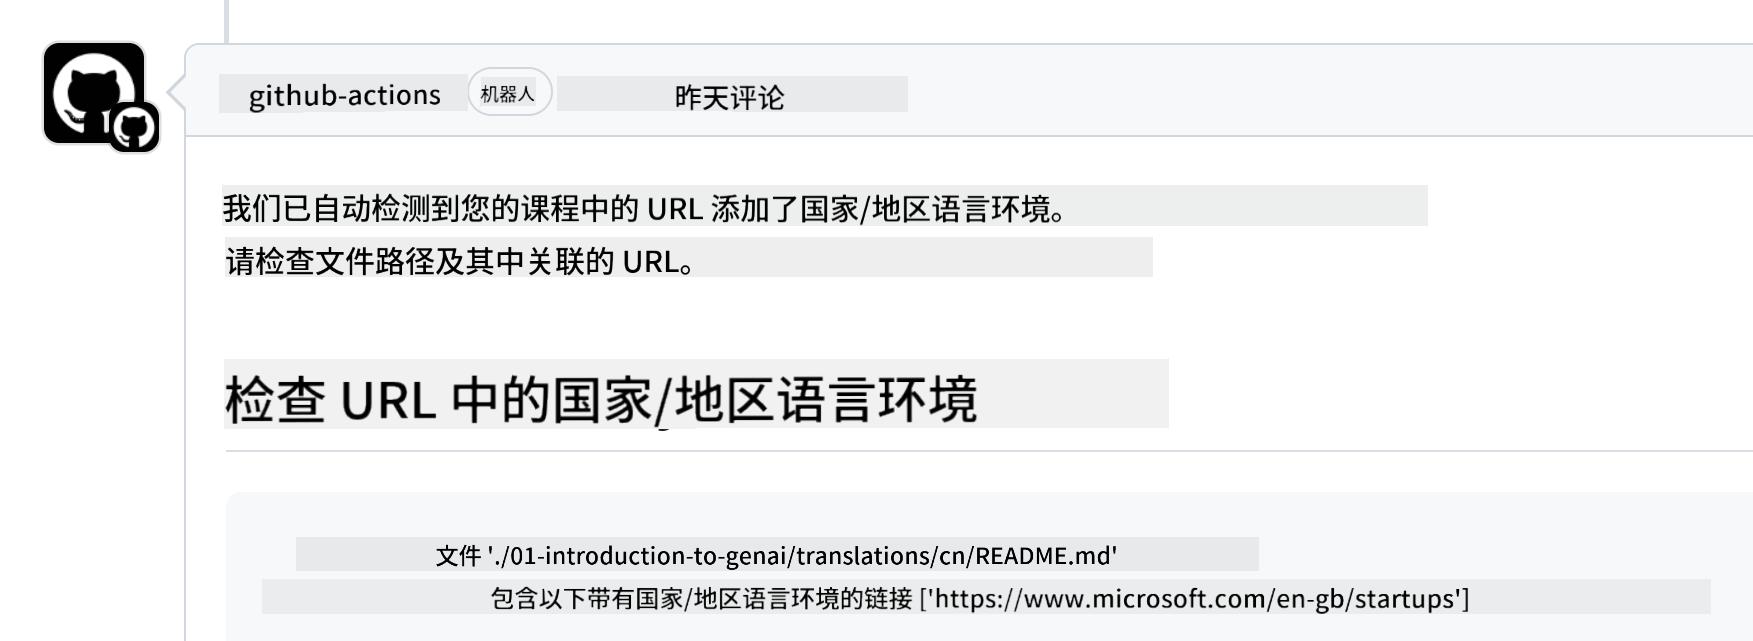 github-actions 机器人 昨天评论
我们已自动检测到您的课程中的 URL 添加了国家/地区语言环境。
请检查文件路径及其中关联的 URL。
检查 URL 中的国家/地区语言环境
文件 './01-introduction-to-genai/translations/cn/README.md'
包含以下带有国家/地区语言环境的链接 ['https://www.microsoft.com/en-gb/startups']